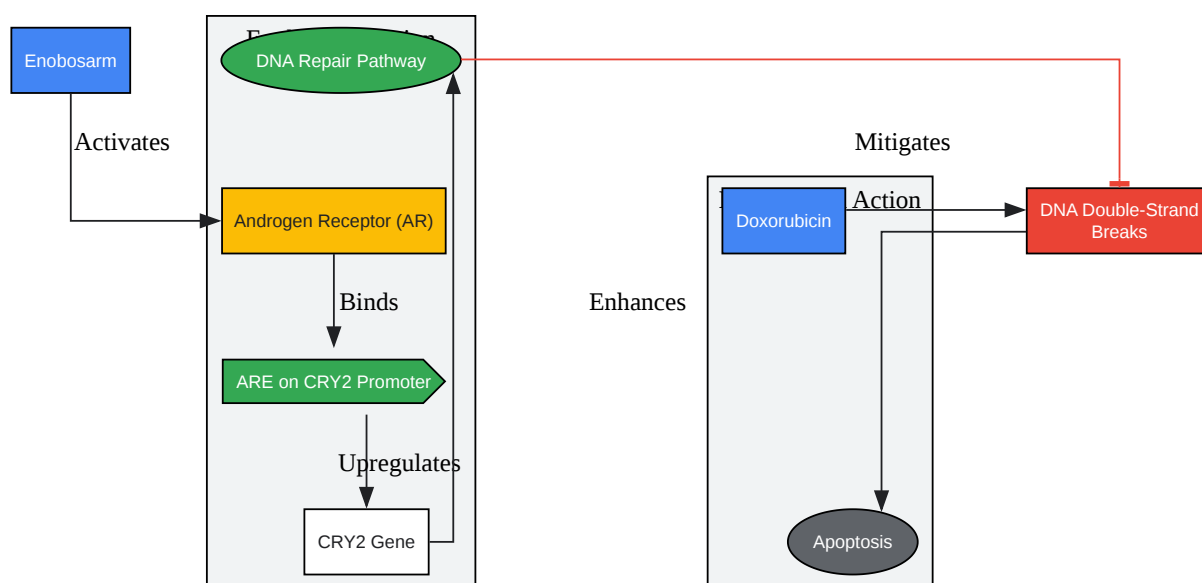 Enobosarm
DNA Repair Pathway
Activates
Mitigates
Androgen Receptor (AR)
Doxorubicin
Action
DNA Double-Strand
Breaks
Binds
Enhances
ARE on CRY2 Promoter
Upregulates
CRY2 Gene
Apoptosis